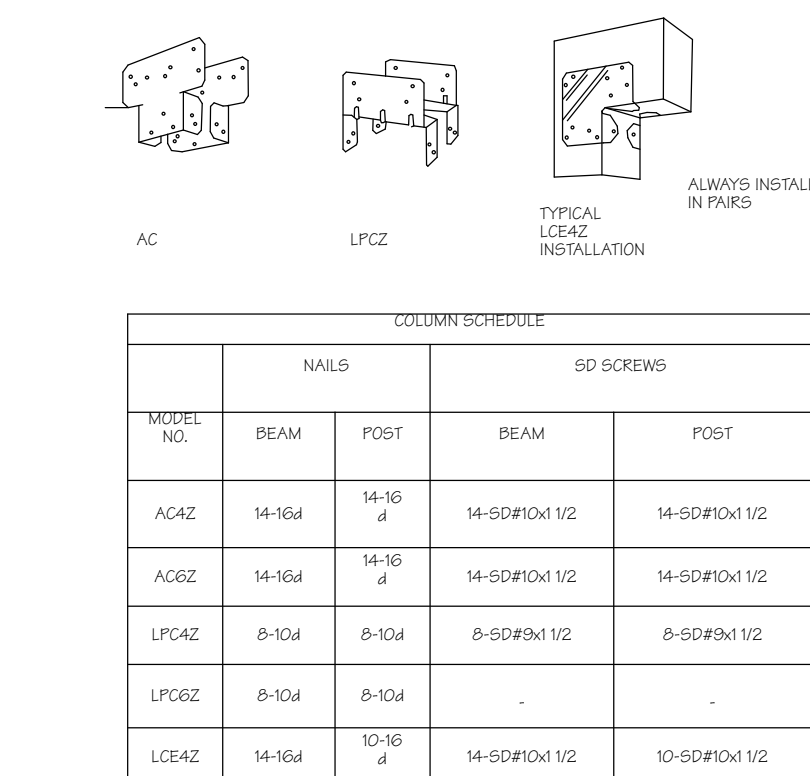 ALWAYS INSTALL
IN PAIRS
TYPICAL
LCE4Z
INSTALLATION
AC
LPCZ
COLUMN SCHEDULE
NAILS
SD SCREWS
MODEL
NO.
BEAM
POST
BEAM
POST
AC4Z
14-16d
14-16
d
14-SD#10x1 1/2
14-SD#10x1 1/2
AC6Z
14-16d
14-16
d
14-SD#10x1 1/2
14-SD#10x1 1/2
LPC4Z
8-10d
8-10d
8-SD#9x1 1/2
8-SD#9x1 1/2
LPC6Z
8-10d
8-10d
-
-
LCE4Z
14-16d
10-16
d
14-SD#10x1 1/2
10-SD#10x1 1/2